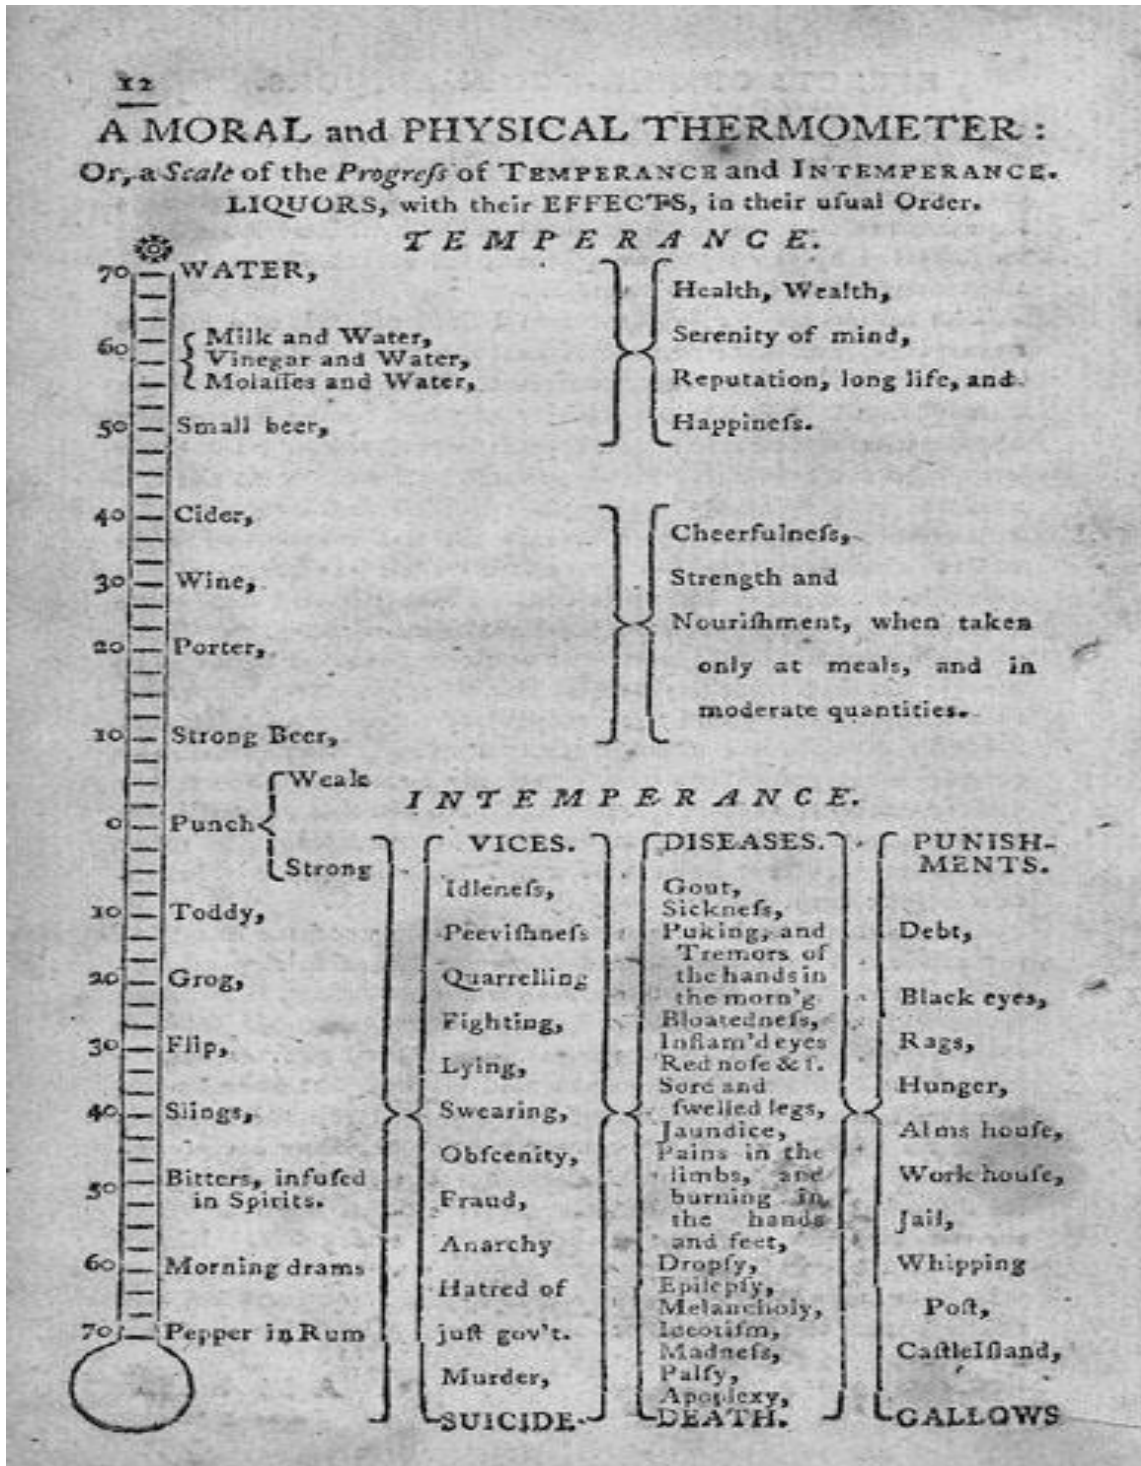 12
A MORAL and PHYSICAL THERMOMETER:
Or, a Scale of the Progreſs of TEMPERANCE and INTEMPERANCE.
LIQUORS, with their EFFECTS, in their uſual Order.
TEMPERANCE.
70 WATER,
60 Milk and Water,
Vinegar and Water,
Molaſſes and Water,
50 Small beer,
Health, Wealth,
Serenity of mind,
Reputation, long life, and
Happineſs.
40 Cider,
30 Wine,
20 Porter,
10 Strong Beer,
Cheerfulneſs,
Strength and
Nouriſhment, when taken
only at meals, and in
moderate quantities.
INTEMPERANCE.
Weak
0 Punch
Strong
10 Toddy,
20 Grog,
30 Flip,
40 Slings,
50 Bitters, infuſed
in Spirits.
60 Morning drams
70 Pepper in Rum
VICES.
Idleneſs,
Peeviſhneſs
Quarrelling
Fighting,
Lying,
Swearing,
Obſcenity,
Fraud,
Anarchy
Hatred of
juſt gov't.
Murder,
SUICIDE.
DISEASES.
Gout,
Sickneſs,
Puking, and
Tremors of
the hands in
the morn'g
Bloatedneſs,
Inflam'd eyes
Red noſe & f.
Sore and
ſwelled legs,
Jaundice,
Pains in the
limbs, and
burning in
the hands
and feet,
Dropſy,
Epilepſy,
Melancholy,
Madneſs,
Palſy,
Apoplexy,
DEATH.
PUNISH-
MENTS.
Debt,
Black eyes,
Rags,
Hunger,
Alms houſe,
Work houſe,
Jail,
Whipping
Poſt,
Caſtle Iſland,
GALLOWS